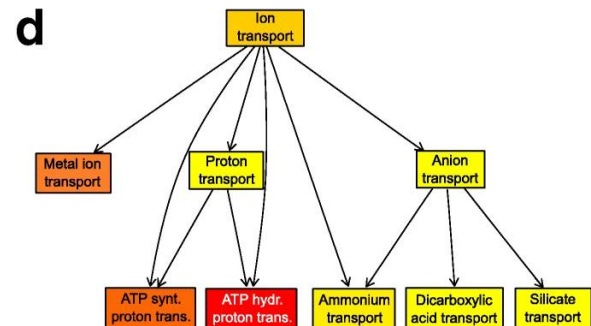 d
Ion
transport
Metal ion
transport
Proton
transport
Anion
transport
ATP synt.
proton trans.
ATP hydr.
proton trans.
Ammonium
transport
Dicarboxylic
acid transport
Silicate
transport